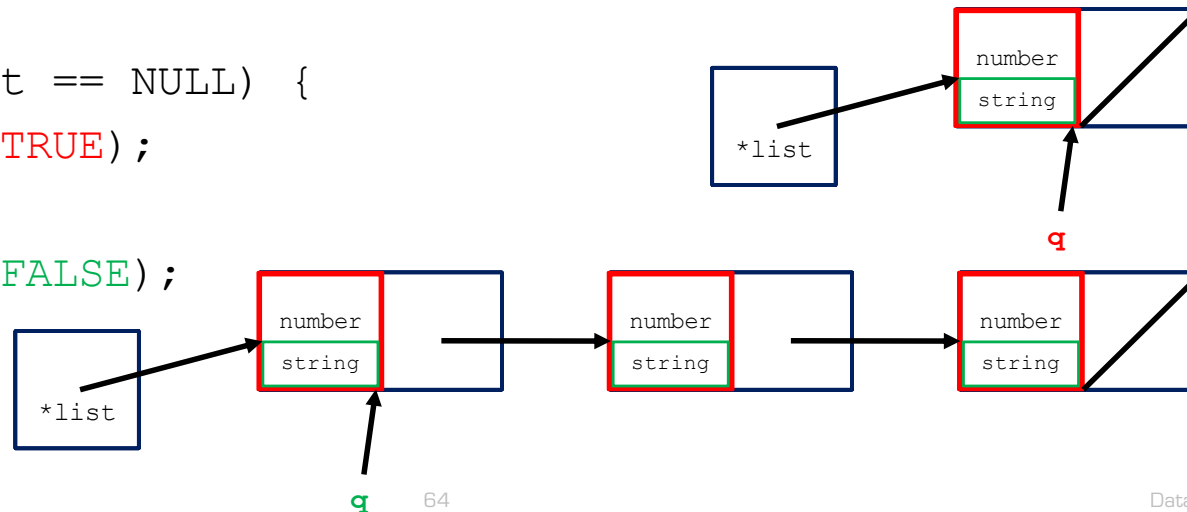 t == NULL) {
TRUE);
FALSE);
number
string
*list
q
number
string
number
string
number
string
*list
q
64
Data